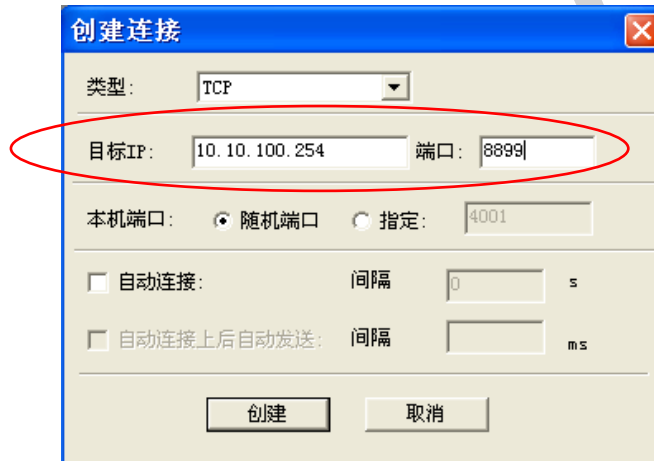 创建连接
类型: TCP
目标IP: 10.10.100.254 端口: 8899
本机端口: 随机端口 指定: 4001
自动连接: 间隔 0 s
自动连接上后自动发送: 间隔 ms
创建 取消